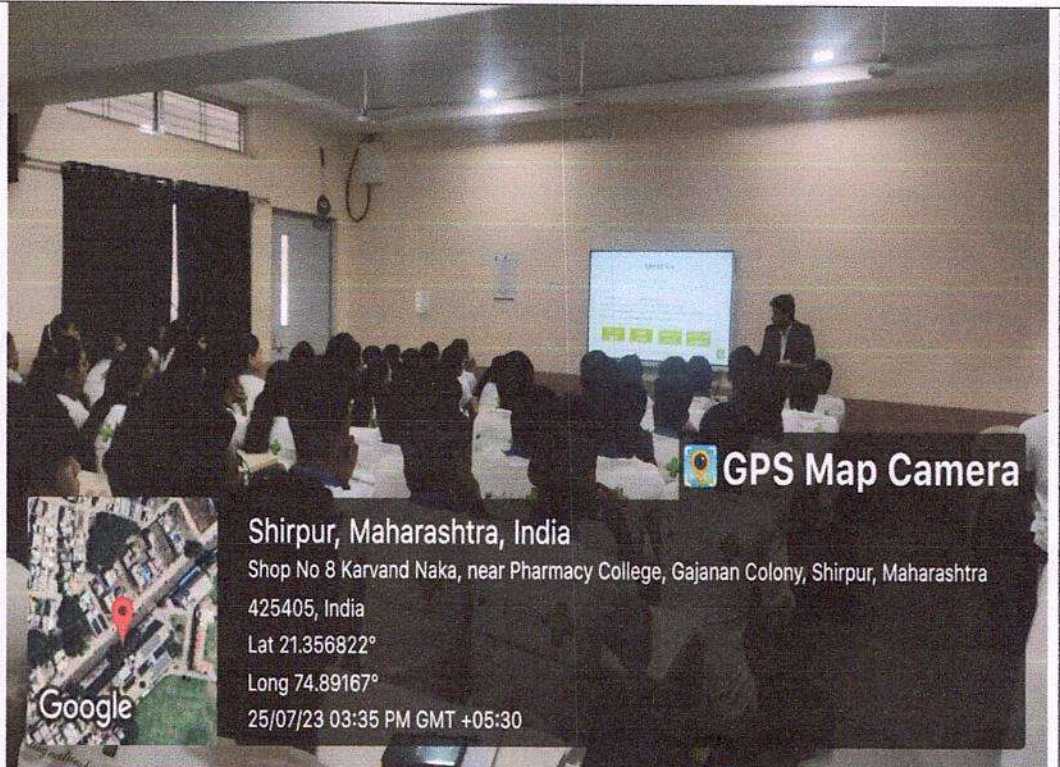 GPS Map Camera
Shirpur, Maharashtra, India
Shop No 8 Karvand Naka, near Pharmacy College, Gajanan Colony, Shirpur, Maharashtra
425405, India
Lat 21.356822°
Long 74.89167°
25/07/23 03:35 PM GMT +05:30
Google